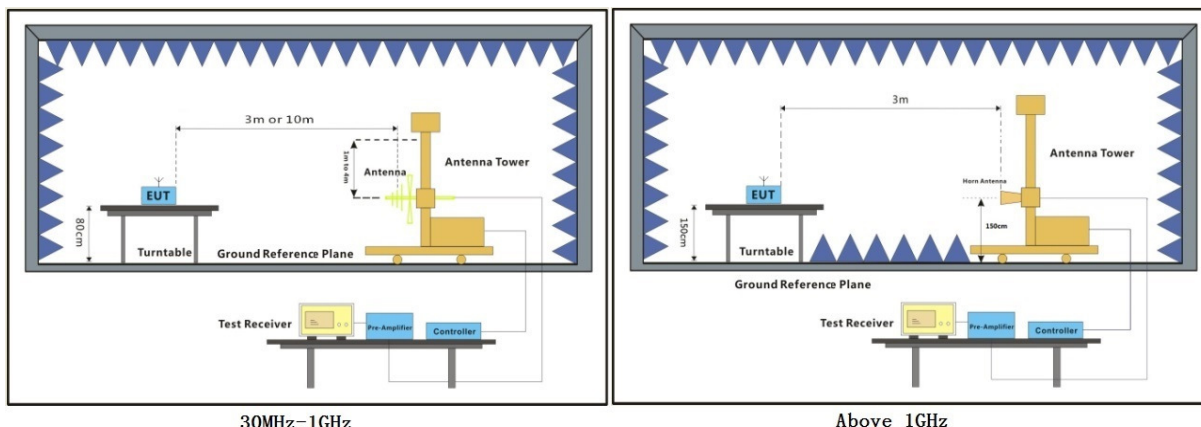 3m or 10m
1m to 4m
Antenna
Antenna Tower
EUT
80cm
Turntable
Ground Reference Plane
Test Receiver
Pre-Amplifier
Controller
30MHz-1GHz
3m
Antenna Tower
Horn Antenna
EUT
150cm
150cm
Turntable
Ground Reference Plane
Test Receiver
Pre-Amplifier
Controller
Above 1GHz